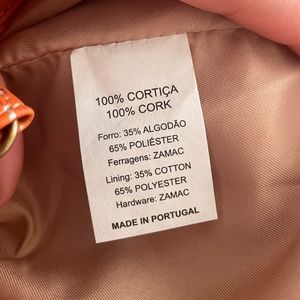 100% CORTIÇA
100% CORK
Forro: 35% ALGODÃO
65% POLIÉSTER
Ferragens: ZAMAC
Lining: 35% COTTON
65% POLYESTER
Hardware: ZAMAC
MADE IN PORTUGAL